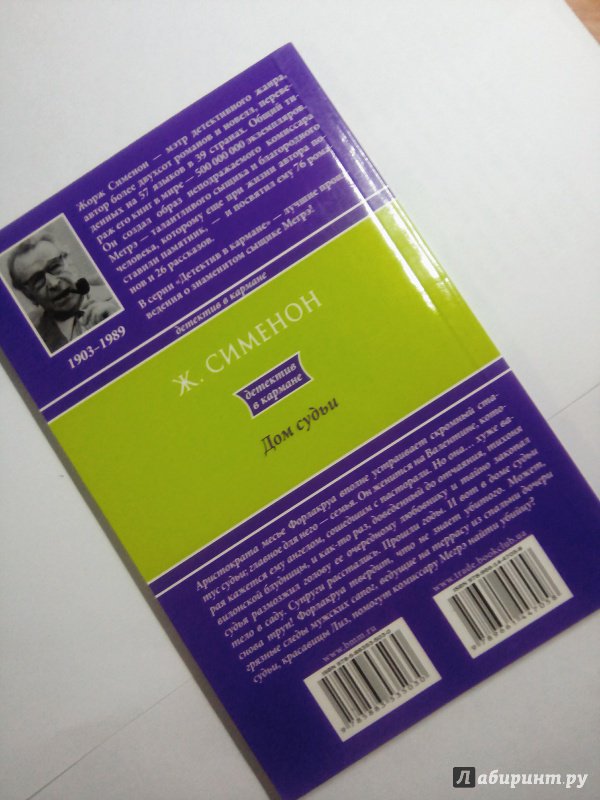 Жорж Сименон — мэтр детективного жанра,
автор более двухсот романов и новелл, переве-
денных на 57 языков в 39 странах. Общий ти-
раж его книг в мире — 500 000 000 экземпляров.
Он создал образ неподражаемого комиссара
Мегрэ — талантливого сыщика и благородного
человека, которому еще при жизни автора по-
ставили памятник, — и посвятил ему 76 рома-
нов и 26 рассказов.
В серии «Детектив в кармане» — лучшие прои-
ведения о знаменитом сыщике Мегрэ!
1903–1989
детектив в кармане
Ж. СИМЕНОН
детектив
в кармане
Дом судьи
Аристократа месье Форлакруа вполне устраивает скромный ста-
тус судьи; главное для него — семья. Он женится на Валентине, кото-
рая кажется ему ангелом, сошедшим с пасторали. Но она... хуже ва-
вилонской блудницы, и как-то раз, доведенный до отчаяния, тихоня
судья размозжил голову ее очередному любовнику и тайно закопал
тело в саду. Супруги расстались. Прошли годы. И вот в доме судьи
снова труп! Форлакруа твердит, что не знает убитого. Может,
грязные следы мужских сапог, ведущие на террасу из спальни дочери
судьи, красавицы Лиз, помогут комиссару Мегрэ найти убийцу?
www.bmm.ru
www.trade.bookclub.ua
Лабиринт.ру